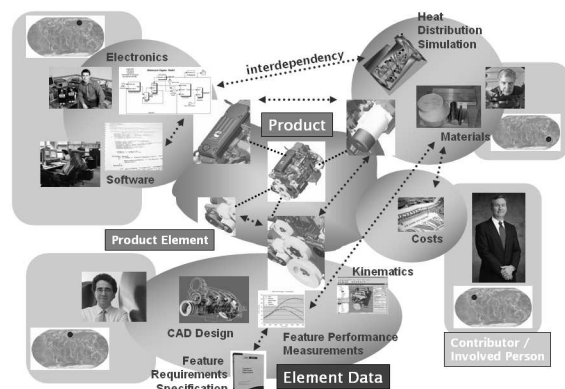 Heat
Distribution
Simulation
Electronics
interdependency
Product
Materials
Software
Product Element
Costs
Kinematics
CAD Design
Feature Performance
Measurements
Contributor /
Involved Person
Feature
Requirements
Specification
Element Data